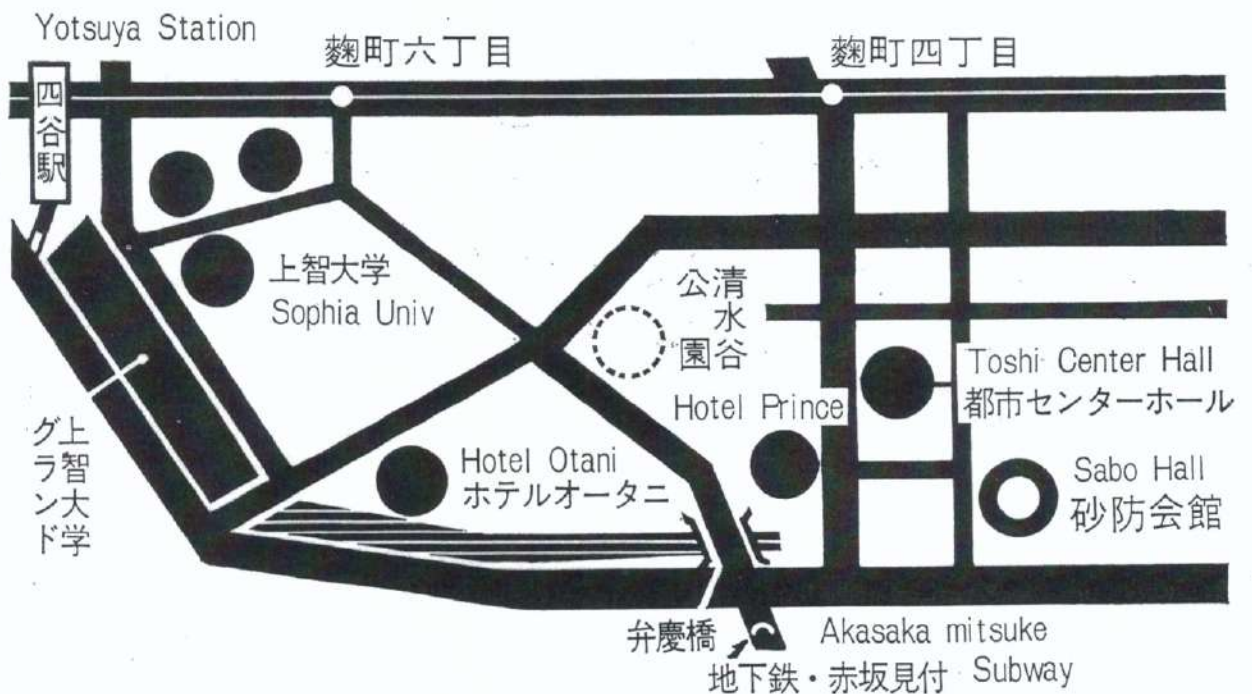 Yotsuya Station
麴町六丁目
麴町四丁目
四谷駅
上智大学
Sophia Univ
清水谷
公園
Toshi Center Hall
都市センターホール
Hotel Prince
上智大学
グランド
Hotel Otani
ホテルオータニ
Sabo Hall
砂防会館
弁慶橋
Akasaka mitsuke
Subway
地下鉄・赤坂見付